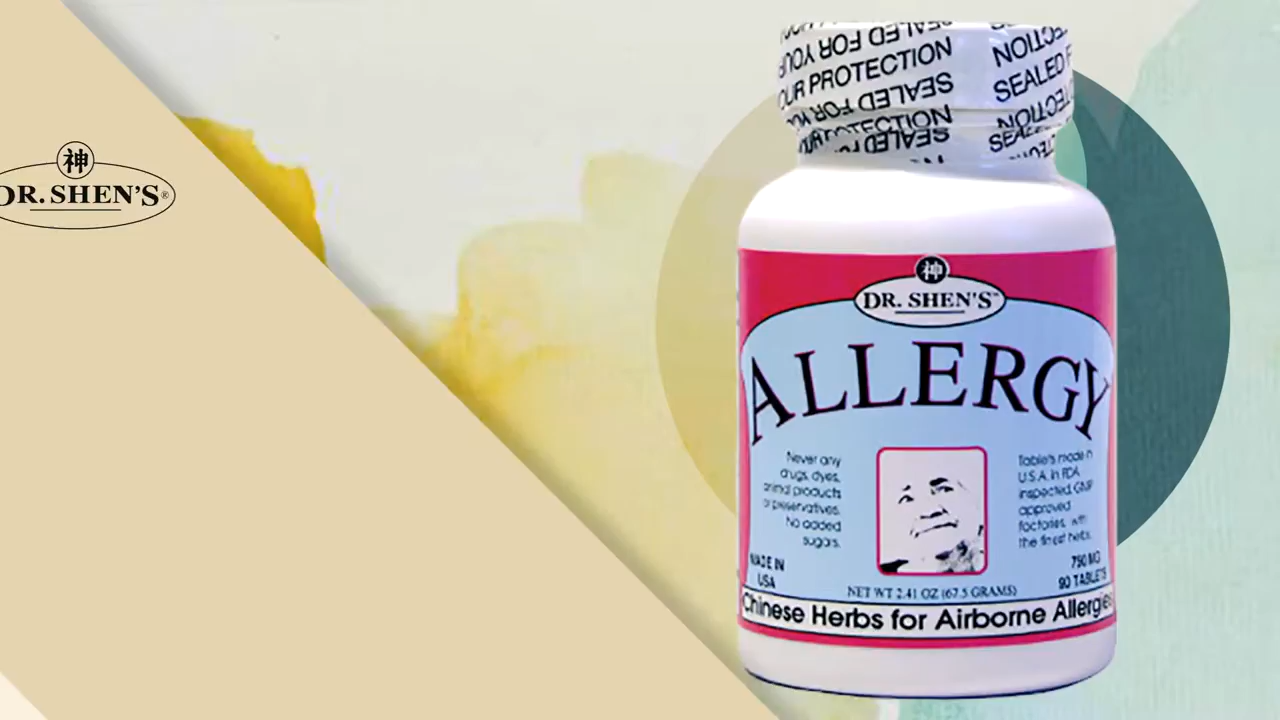 神
DR. SHEN'S®
YOUR PROTECTION
SEALED FOR YOUR
SEALED
神
DR. SHEN'S™
ALLERGY
Never any
drugs, dyes,
animal products
or preservatives.
No added
sugars.
Tablets made in
U.S.A. in FDA
inspected, GMP
approved
factories, with
the finest herbs.
MADE IN
USA
750 MG
90 TABLETS
NET WT 2.41 OZ (67.5 GRAMS)
Chinese Herbs for Airborne Allergies